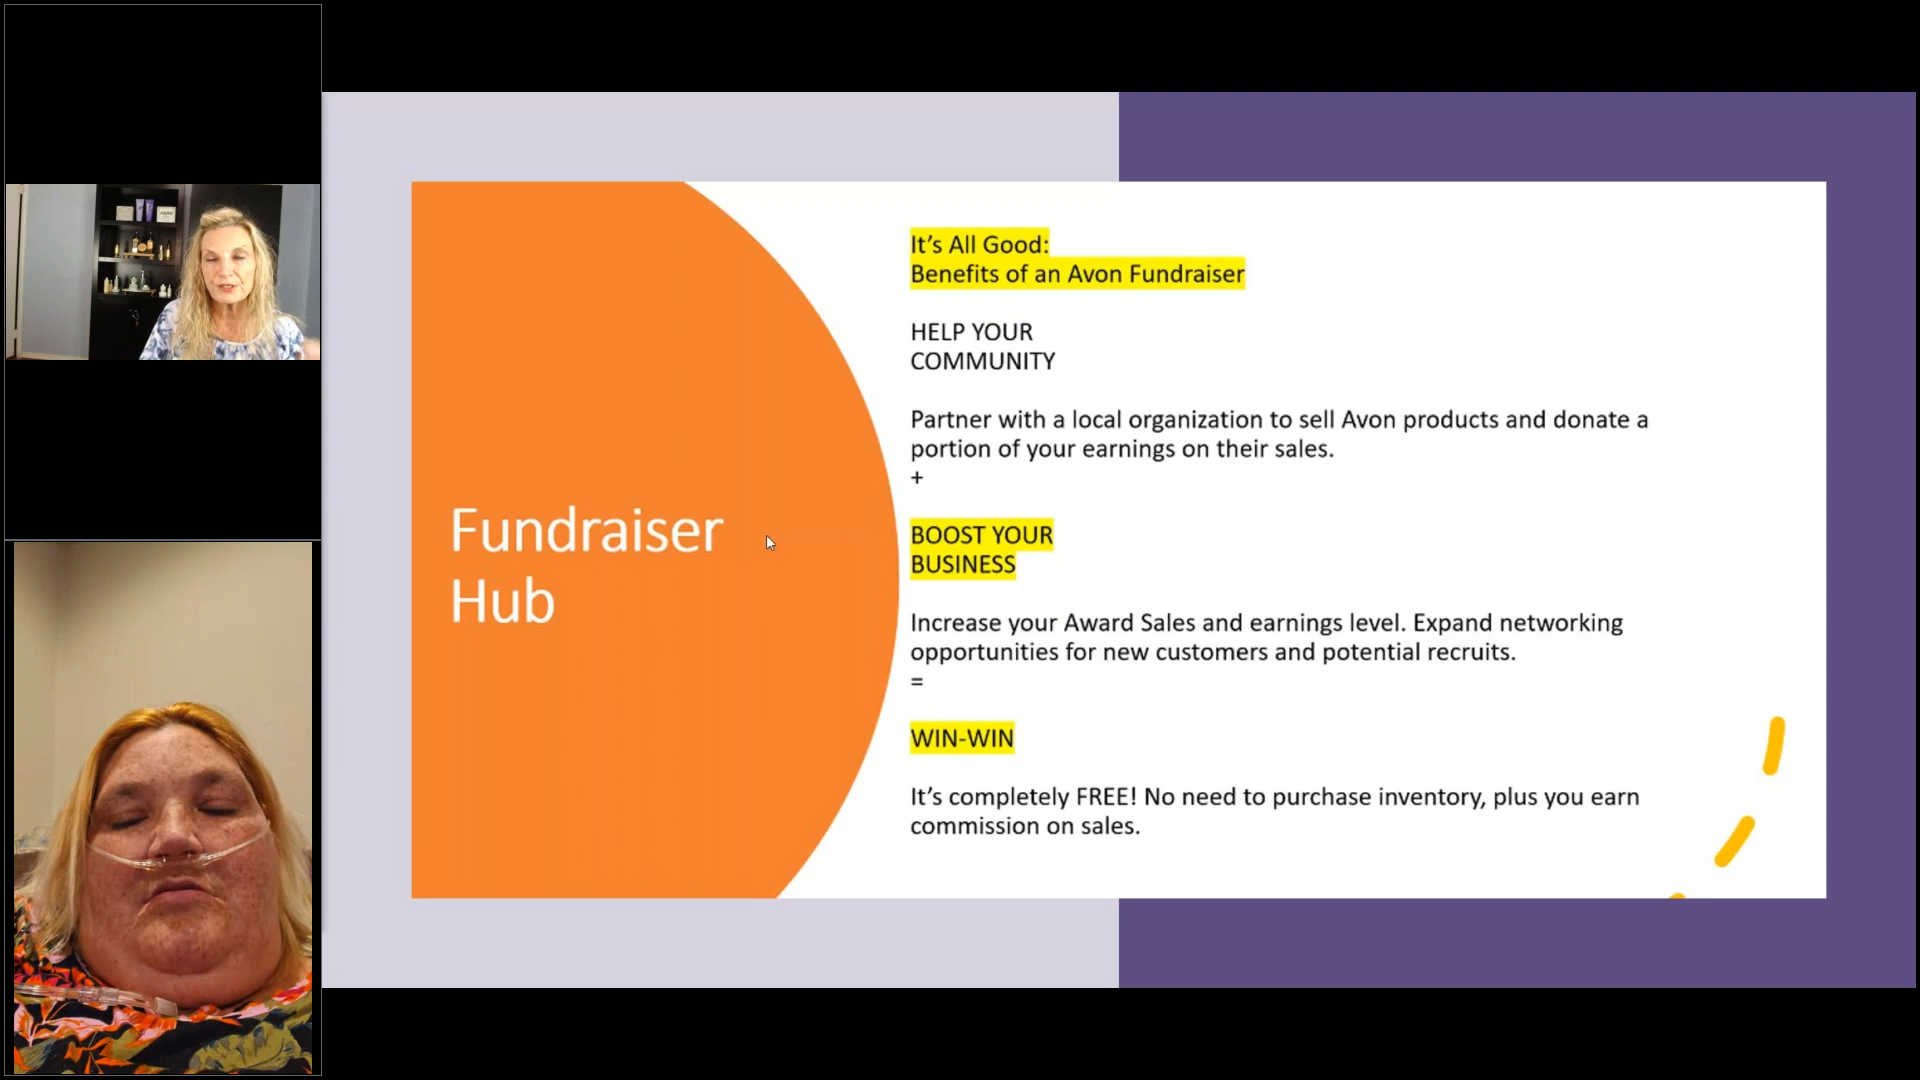 Fundraiser
Hub
It’s All Good:
Benefits of an Avon Fundraiser
HELP YOUR
COMMUNITY
Partner with a local organization to sell Avon products and donate a
portion of your earnings on their sales.
+
BOOST YOUR
BUSINESS
Increase your Award Sales and earnings level. Expand networking
opportunities for new customers and potential recruits.
=
WIN-WIN
It’s completely FREE! No need to purchase inventory, plus you earn
commission on sales.